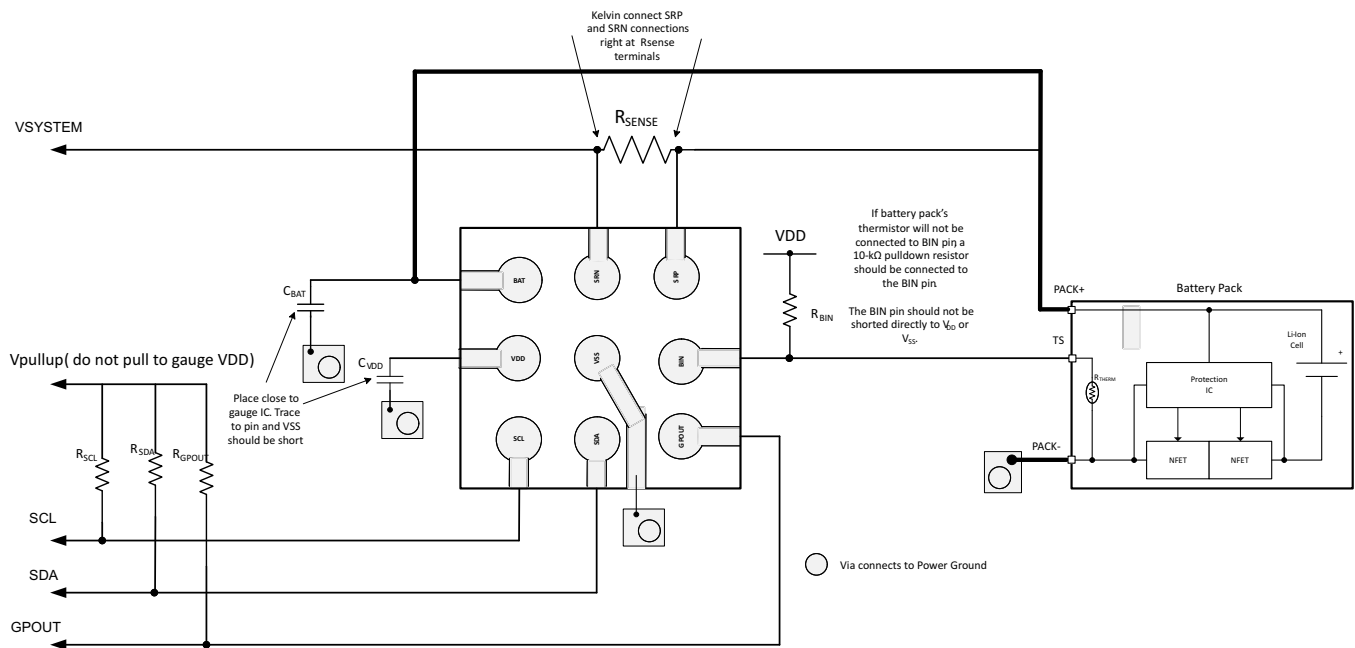 Kelvin connect SRP
and SRN connections
right at Rsense
terminals
RSENSE
VSYSTEM
If battery pack's
thermistor will not be
connected to BIN pin, a
10-kΩ pulldown resistor
should be connected to
the BIN pin.
The BIN pin should not be
shorted directly to VDD or
VSS.
VDD
RBIN
BAT
SRN
SRP
VDD
VSS
BIN
SCL
SDA
GPOUT
CBAT
CVDD
Place close to
gauge IC. Trace
to pin and VSS
should be short
Vpullup( do not pull to gauge VDD)
RSCL
RSDA
RGPOUT
SCL
SDA
GPOUT
PACK+
Battery Pack
TS
Li-Ion
Cell
+
RTHERM
Protection
IC
NFET
NFET
PACK-
Via connects to Power Ground